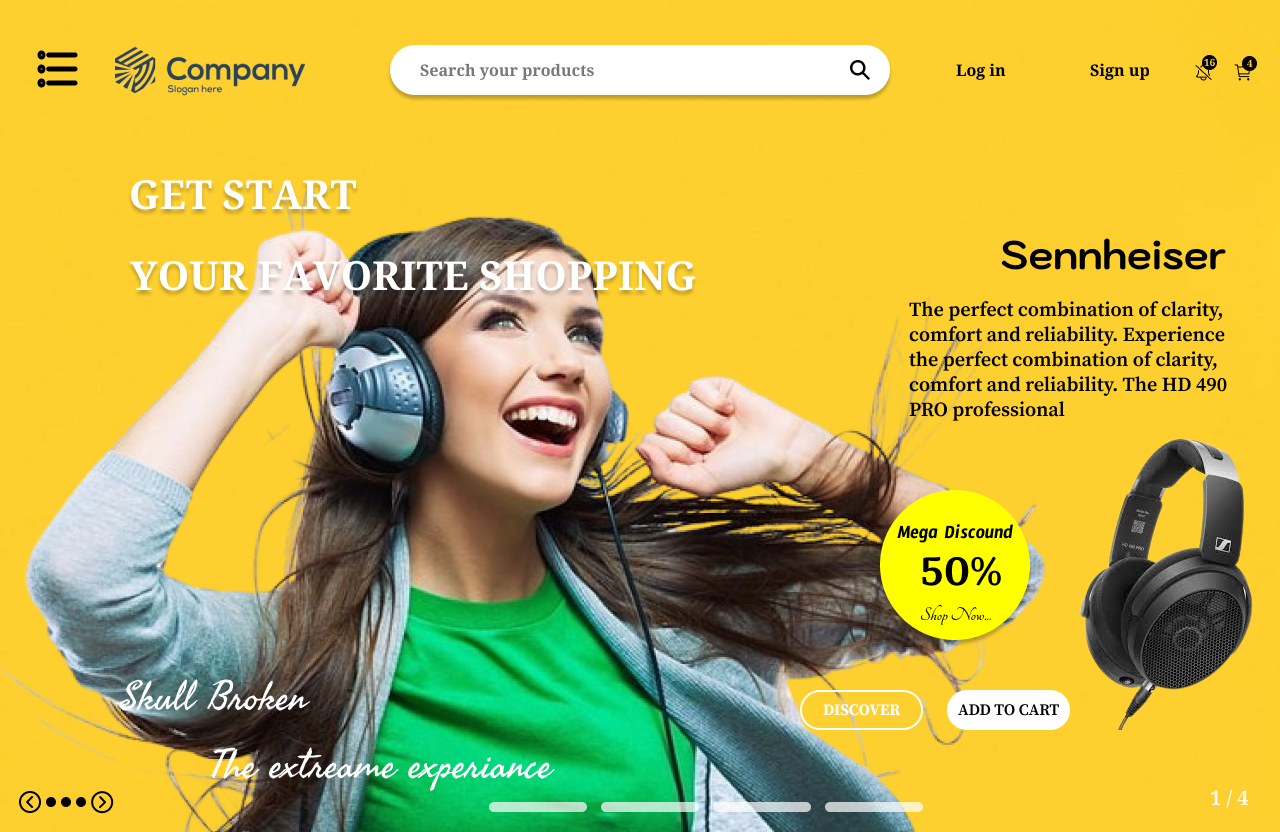 Company
Slogan here
Search your products
Log in
Sign up
16
4
GET START
YOUR FAVORITE SHOPPING
Sennheiser
The perfect combination of clarity,
comfort and reliability. Experience
the perfect combination of clarity,
comfort and reliability. The HD 490
PRO professional
Mega Discound
50%
Shop Now...
Skull Broken
The extreame experiance
DISCOVER
ADD TO CART
1 / 4